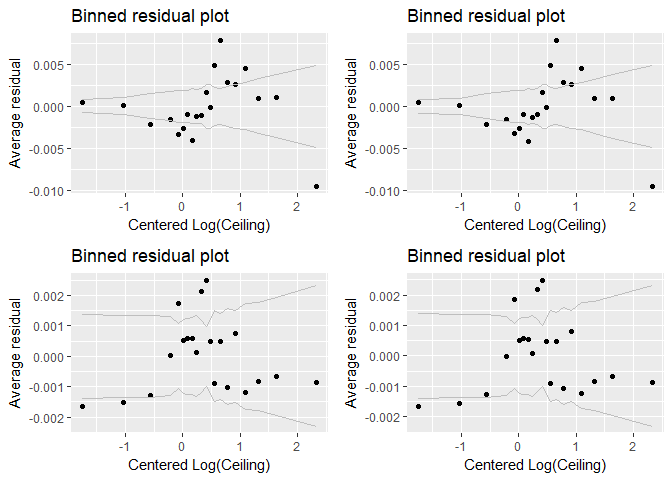 Binned residual plot
0.005
0.000
-0.005
-0.010
Average residual
-1
0
1
2
Centered Log(Ceiling)
Binned residual plot
0.005
0.000
-0.005
-0.010
Average residual
-1
0
1
2
Centered Log(Ceiling)
Binned residual plot
0.002
0.001
0.000
-0.001
-0.002
Average residual
-1
0
1
2
Centered Log(Ceiling)
Binned residual plot
0.002
0.001
0.000
-0.001
-0.002
Average residual
-1
0
1
2
Centered Log(Ceiling)